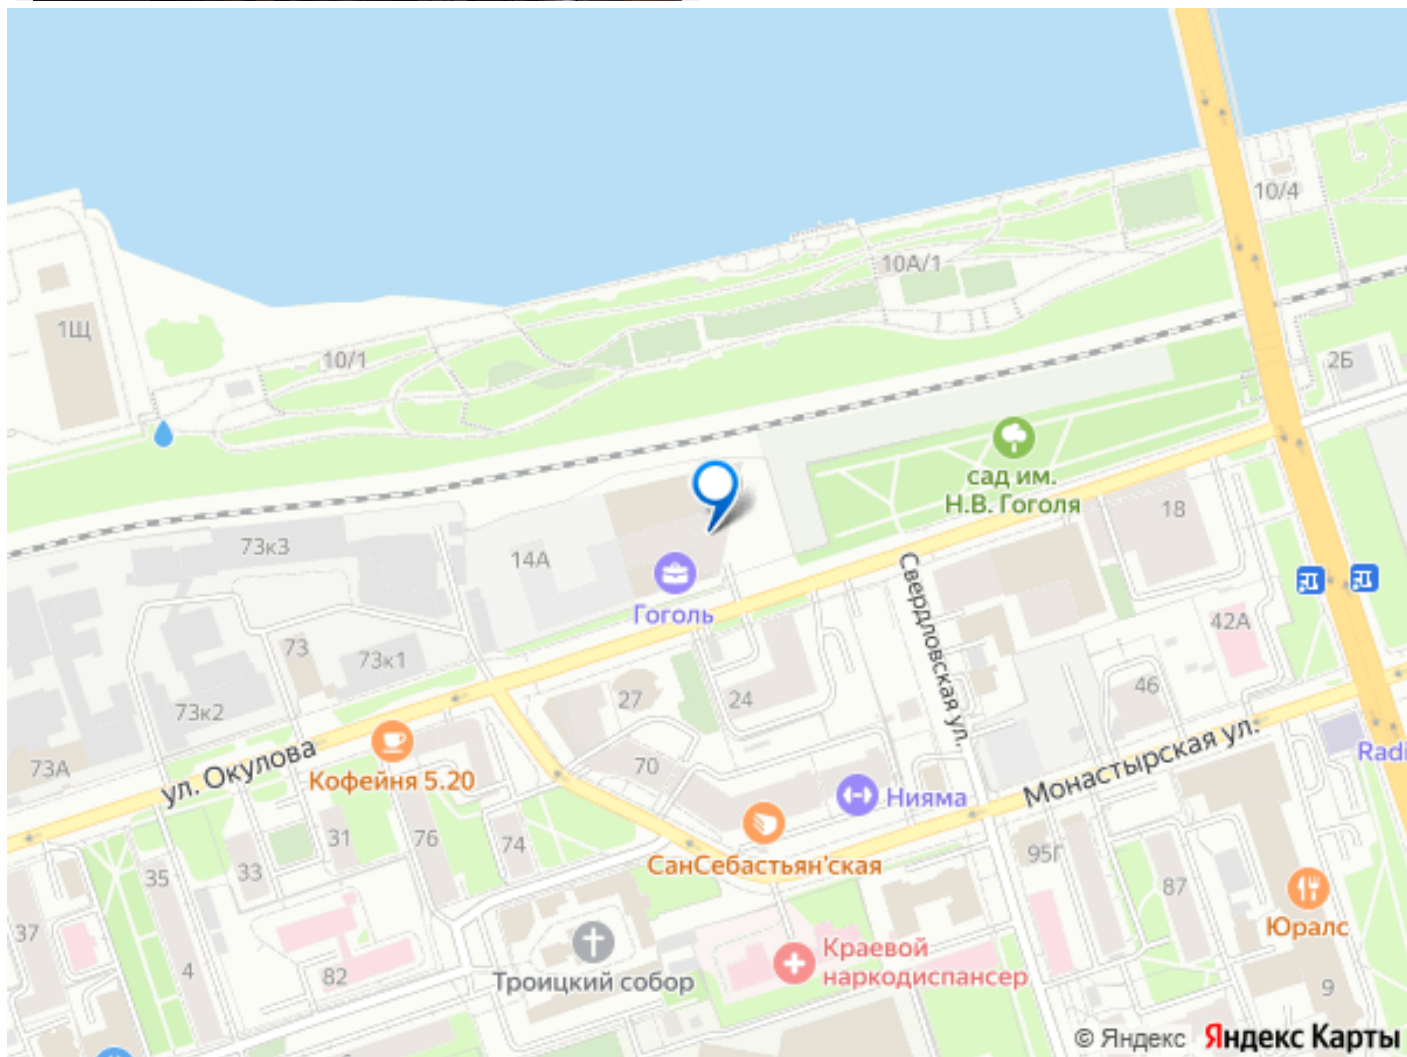 10/4
10А/1
1Щ
10/1
2Б
сад им.
Н.В. Гоголя
18
73к3
14А
Гоголь
Свердловская ул.
42А
73
73к1
46
27
24
73к2
73А
ул. Окулова
Кофейня 5.20
70
Монастырская ул.
Radi
Нияма
31
76
74
СанСебастьян'ская
95Г
87
33
35
37
Юралс
4
82
Троицкий собор
Краевой
наркодиспансер
9
© Яндекс Яндекс Карты